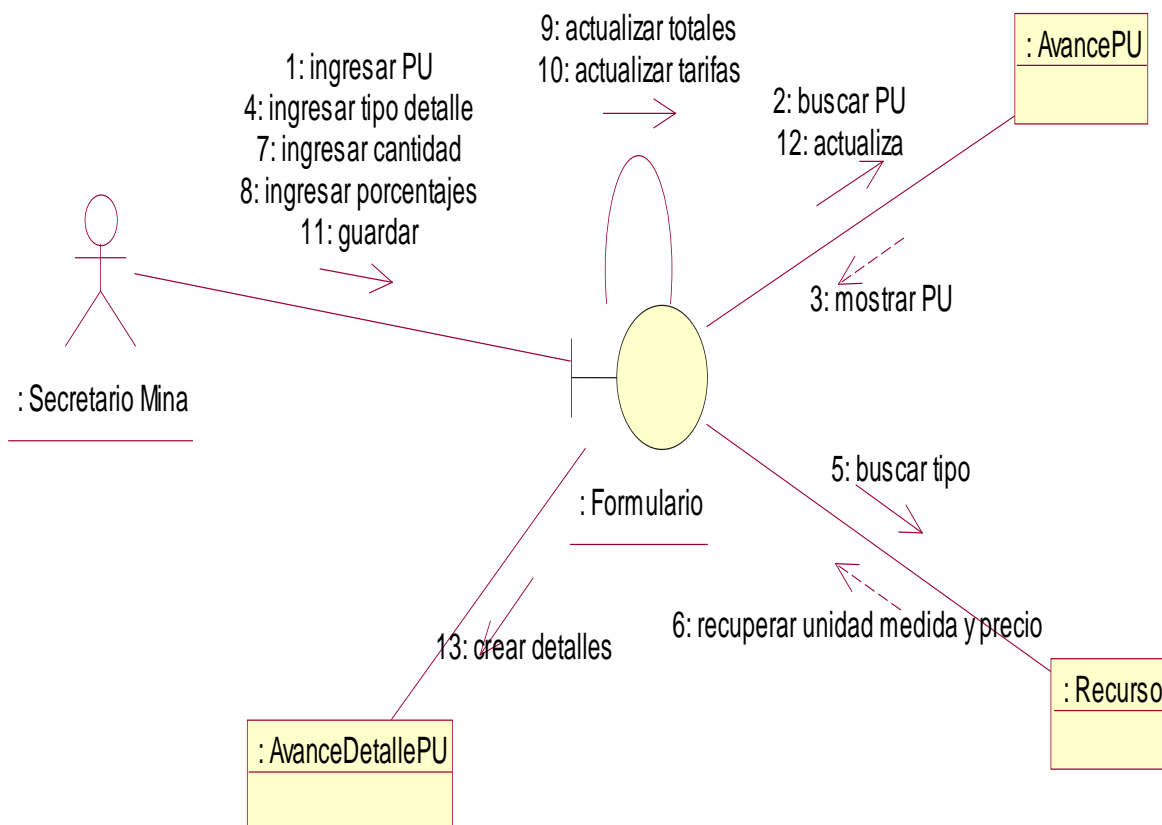 9: actualizar totales
10: actualizar tarifas
: AvancePU
1: ingresar PU
4: ingresar tipo detalle
7: ingresar cantidad
8: ingresar porcentajes
11: guardar
2: buscar PU
12: actualiza
3: mostrar PU
: Secretario Mina
: Formulario
5: buscar tipo
6: recuperar unidad medida y precio
13: crear detalles
: Recurso
: AvanceDetallePU